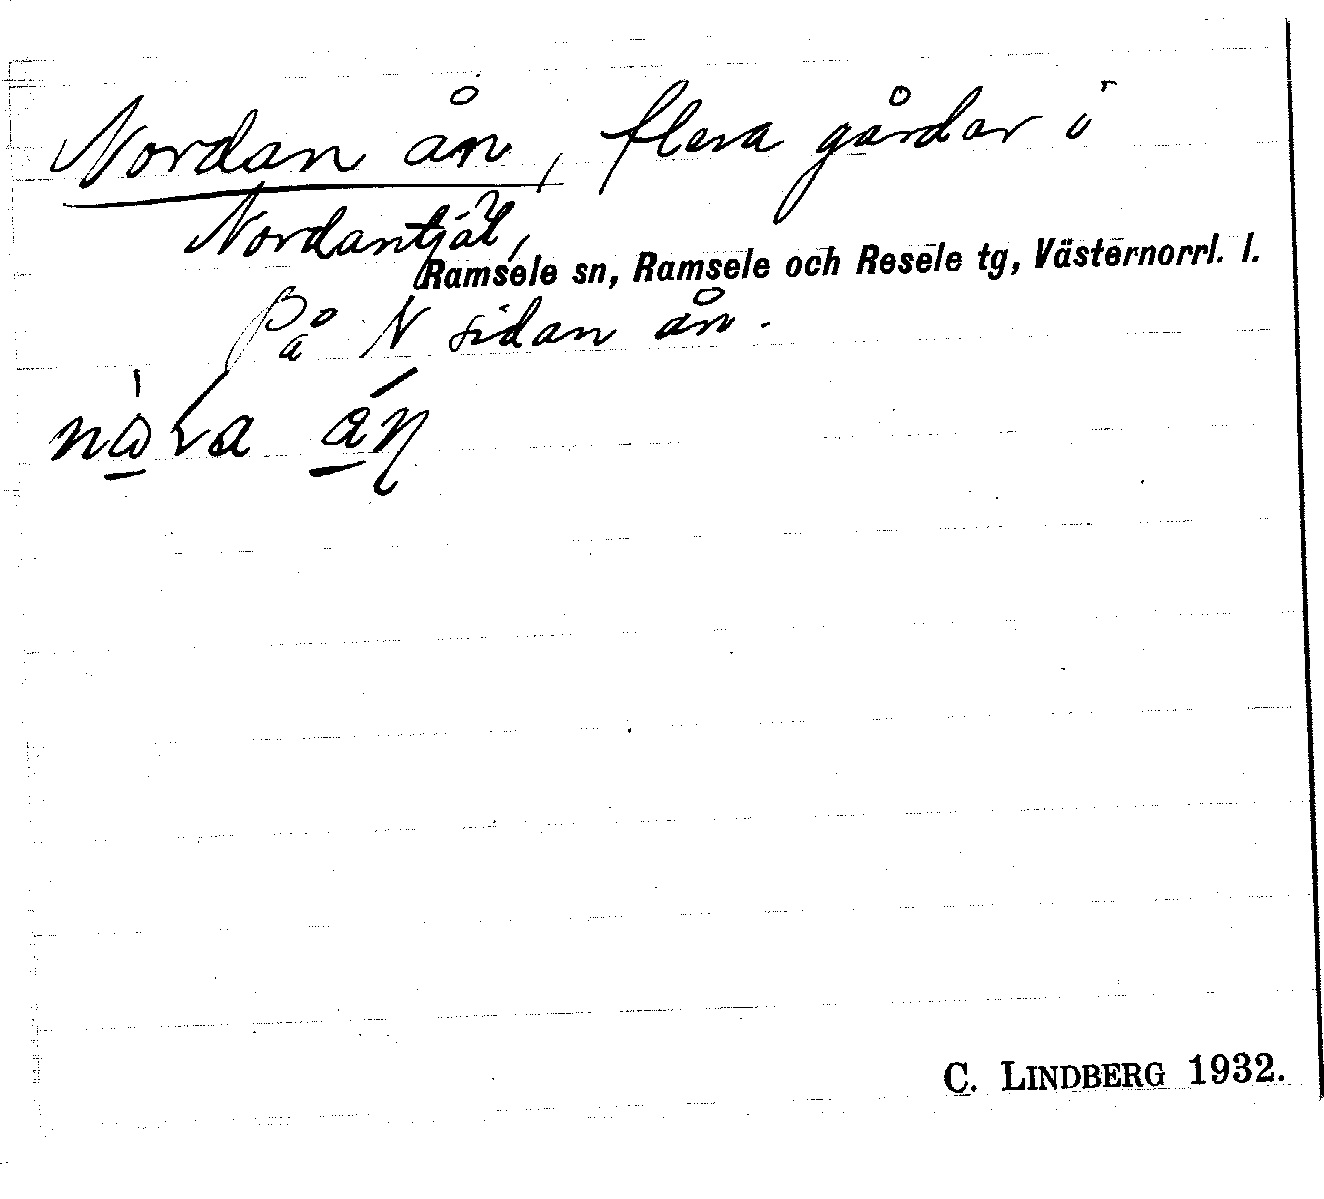 Nordan ån, flera gårdar i
Nordantjäl,
Ramsele sn, Ramsele och Resele tg, Västernorrl. l.
På N sidan ån.
C. LINDBERG 1932.